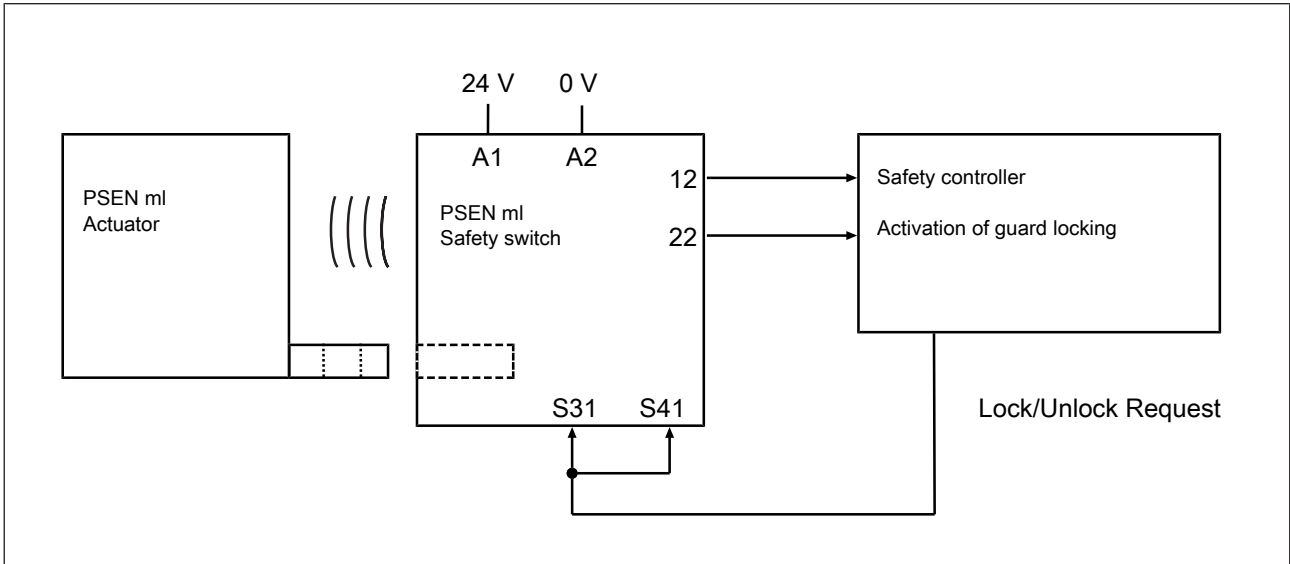 24 V
0 V
A1
A2
12
22
PSEN ml
Actuator
PSEN ml
Safety switch
Safety controller
Activation of guard locking
S31
S41
Lock/Unlock Request